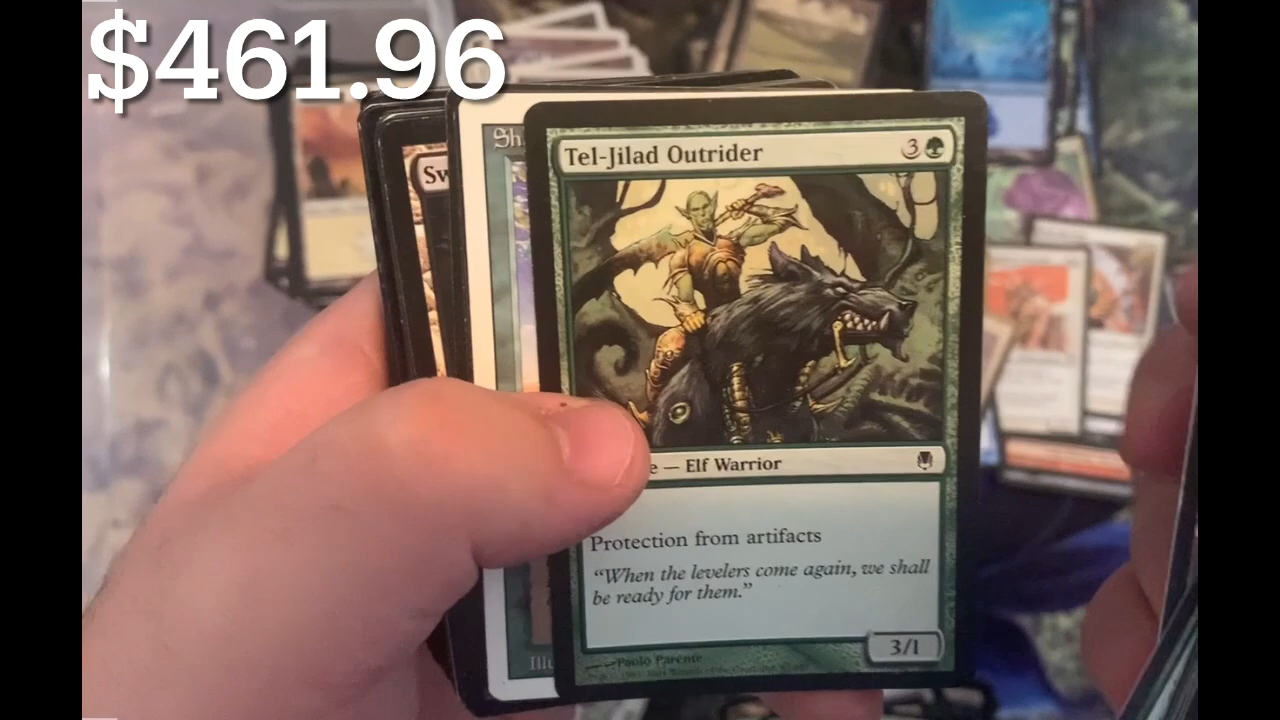 $461.96
Sh
Tel-Jilad Outrider 3
Sw
e — Elf Warrior
Protection from artifacts
"When the levelers come again, we shall
be ready for them."
3/1
Illu
Paolo Parente